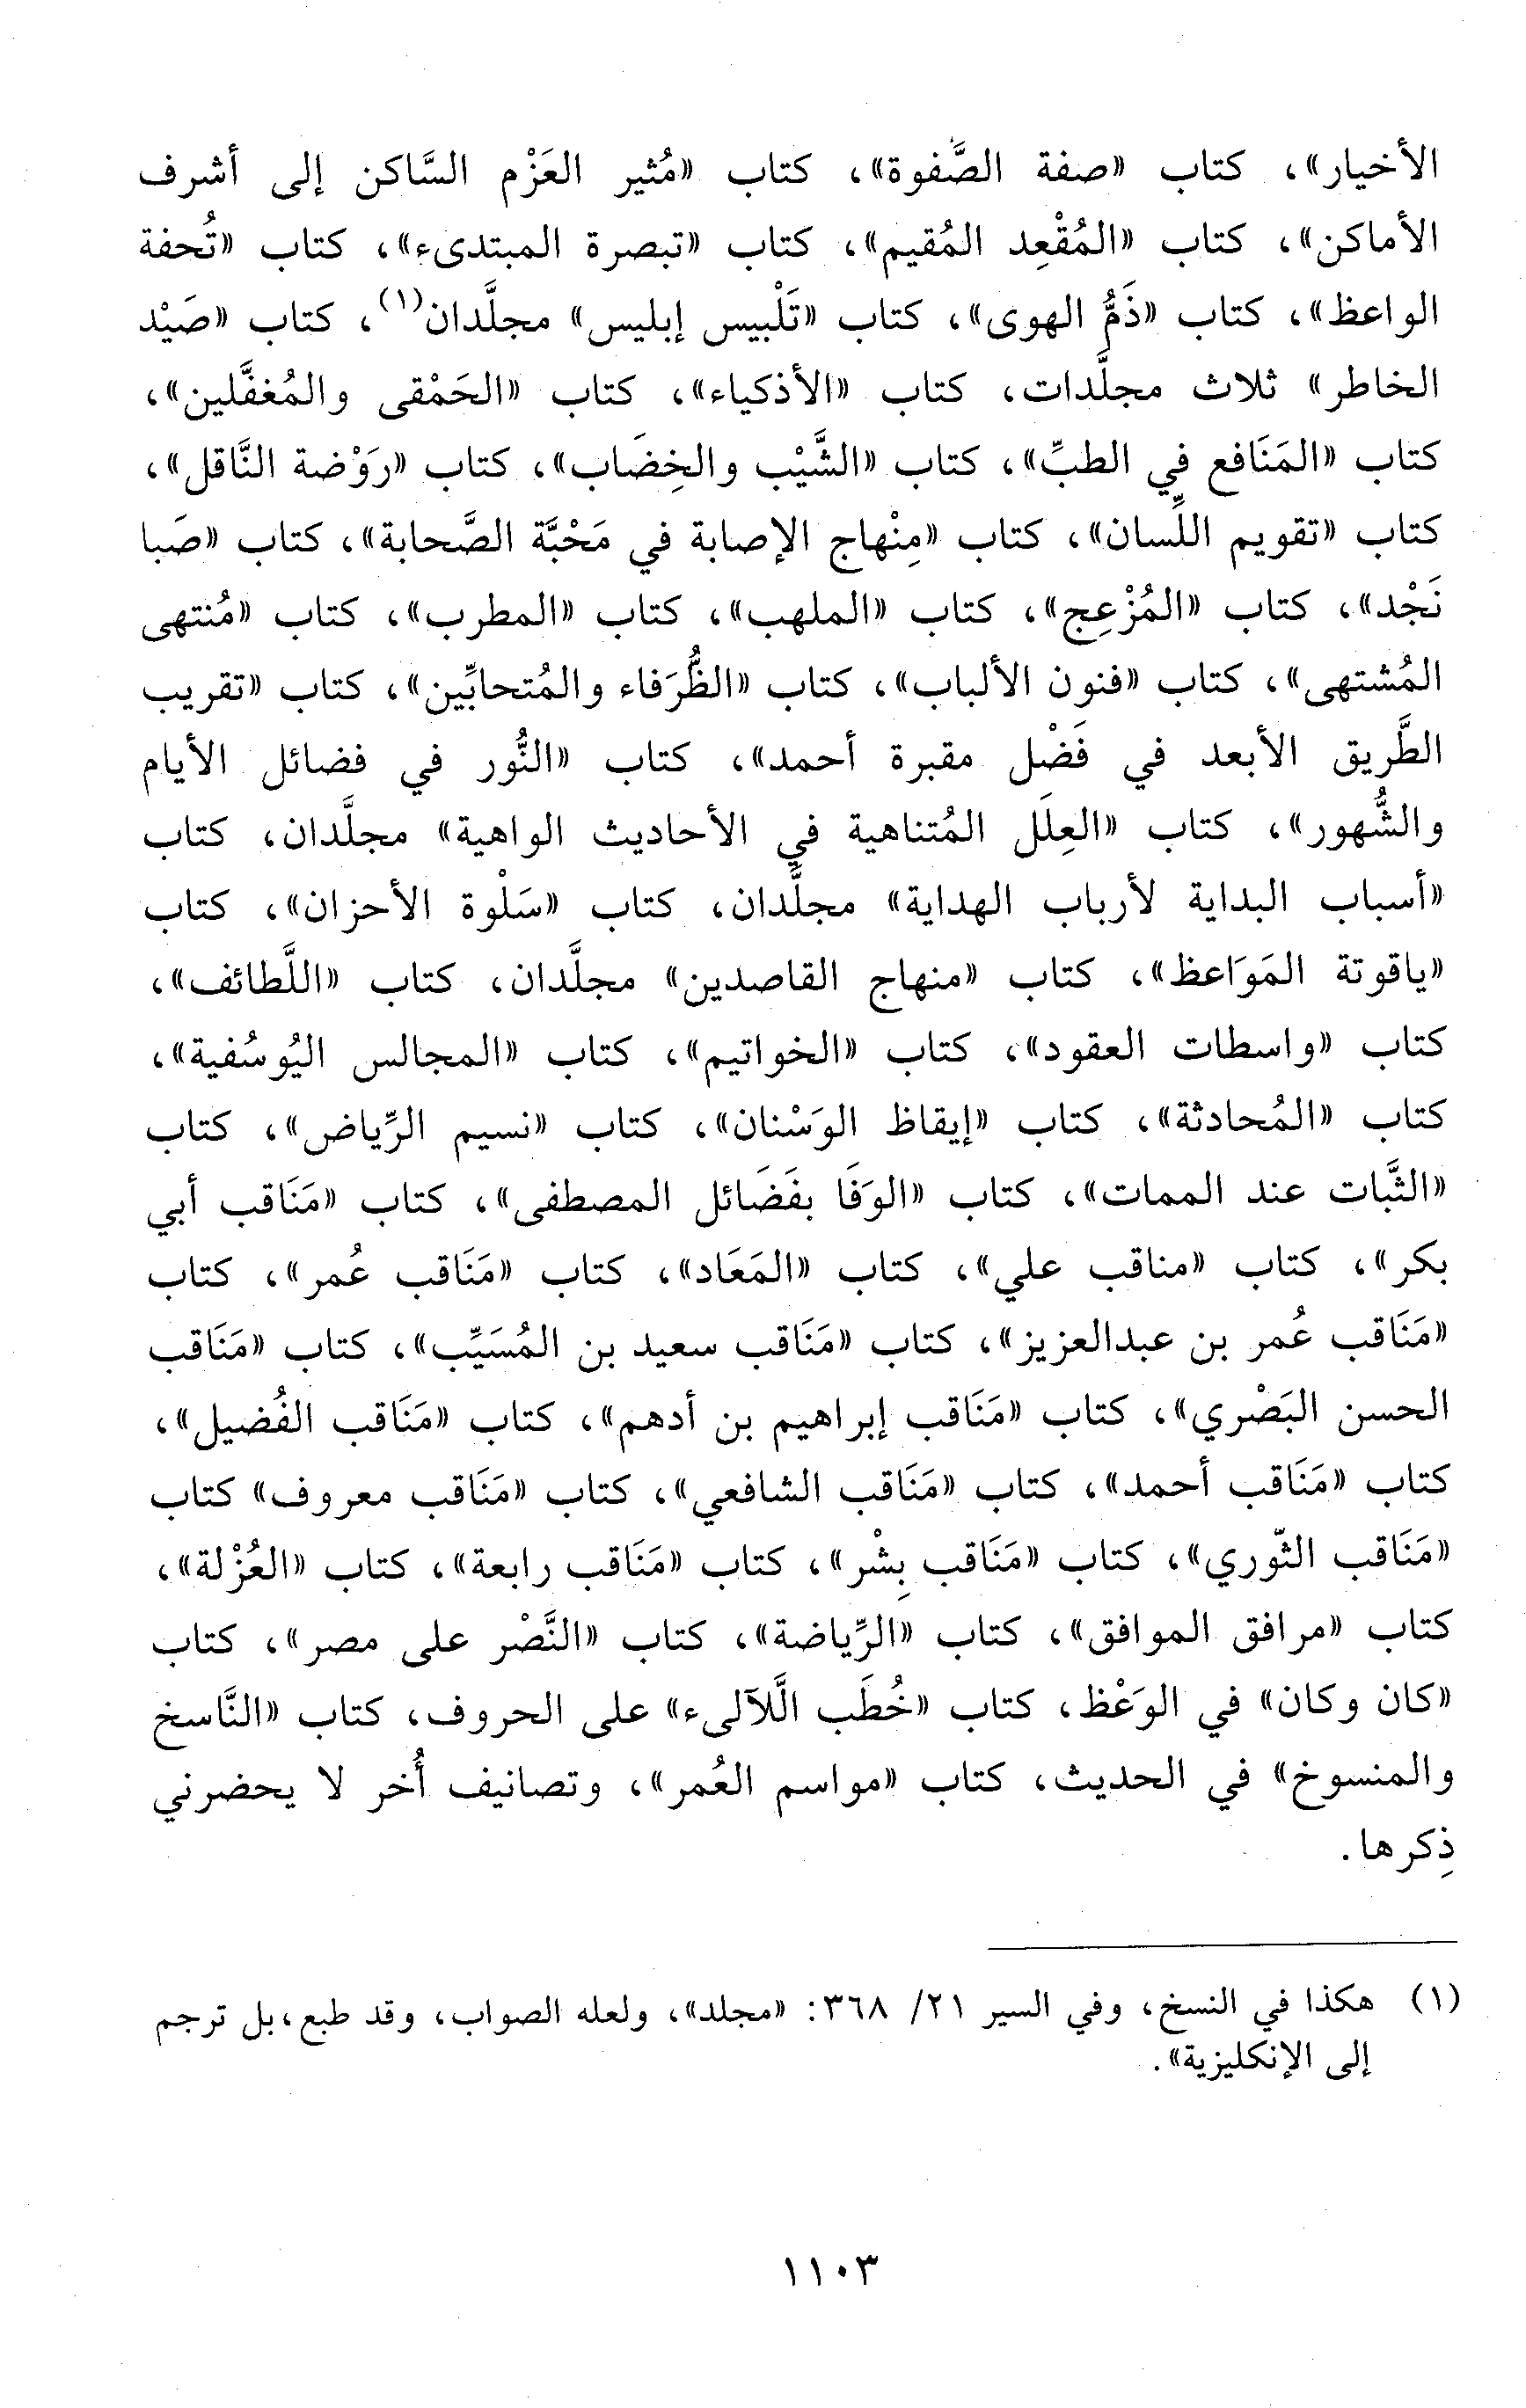 الأخيار»، كتاب «صفة الصَّفوة»، كتاب «مُثير العَزْم السَّاكن إلى أشرف
الأماكن»، كتاب «المُقْعِد المُقيم»، كتاب «تبصرة المبتدىء»، كتاب «تُحفة
الواعظ»، كتاب «ذَمُّ الهوى»، كتاب «تَلْبيس إبليس» مجلَّدان(١)، كتاب «صَيْد
الخاطر» ثلاث مجلَّدات، كتاب «الأذكياء»، كتاب «الحَمْقى والمُغفَّلين»،
كتاب «المَنَافع في الطبِّ»، كتاب «الشَّيْب والخِضَاب»، كتاب «رَوْضة النَّاقل»،
كتاب «تقويم اللِّسان»، كتاب «مِنْهاج الإصابة في مَحْبَّة الصَّحابة»، كتاب «صَبا
نَجْد»، كتاب «المُزْعِج»، كتاب «الملهب»، كتاب «المطرب»، كتاب «مُنتهى
المُشتهى»، كتاب «فنون الألباب»، كتاب «الظُّرَفاء والمُتحابِّين»، كتاب «تقريب
الطَّريق الأبعد في فَضْل مقبرة أحمد»، كتاب «النُّور في فضائل الأيام
والشُّهور»، كتاب «العِلَل المُتناهية في الأحاديث الواهية» مجلَّدان، كتاب
«أسباب البداية لأرباب الهداية» مجلَّدان، كتاب «سَلْوة الأحزان»، كتاب
«ياقوتة المَوَاعظ»، كتاب «منهاج القاصدين» مجلَّدان، كتاب «اللَّطائف»،
كتاب «واسطات العقود»، كتاب «الخواتيم»، كتاب «المجالس اليُوسُفية»،
كتاب «المُحادثة»، كتاب «إيقاظ الوَسْنان»، كتاب «نسيم الرِّياض»، كتاب
«الثَّبات عند الممات»، كتاب «الوَفَا بفَضَائل المصطفى»، كتاب «مَنَاقب أبي
بكر»، كتاب «مناقب علي»، كتاب «المَعَاد»، كتاب «مَنَاقب عُمر»، كتاب
«مَنَاقب عُمر بن عبدالعزيز»، كتاب «مَنَاقب سعيد بن المُسَيِّب»، كتاب «مَنَاقب
الحسن البَصْري»، كتاب «مَنَاقب إبراهيم بن أدهم»، كتاب «مَنَاقب الفُضيل»،
كتاب «مَنَاقب أحمد»، كتاب «مَنَاقب الشافعي»، كتاب «مَنَاقب معروف» كتاب
«مَنَاقب الثّوري»، كتاب «مَنَاقب بِشْر»، كتاب «مَنَاقب رابعة»، كتاب «العُزْلة»،
كتاب «مرافق الموافق»، كتاب «الرِّياضة»، كتاب «النَّصْر على مصر»، كتاب
«كان وكان» في الوَعْظ، كتاب «خُطَب الَّلآلىء» على الحروف، كتاب «النَّاسخ
والمنسوخ» في الحديث، كتاب «مواسم العُمر»، وتصانيف أُخر لا يحضرني
ذِكرها.
(١) هكذا في النسخ، وفي السير ٢١/ ٣٦٨: «مجلد»، ولعله الصواب، وقد طبع، بل ترجم
إلى الإنكليزية».
١١٠٣